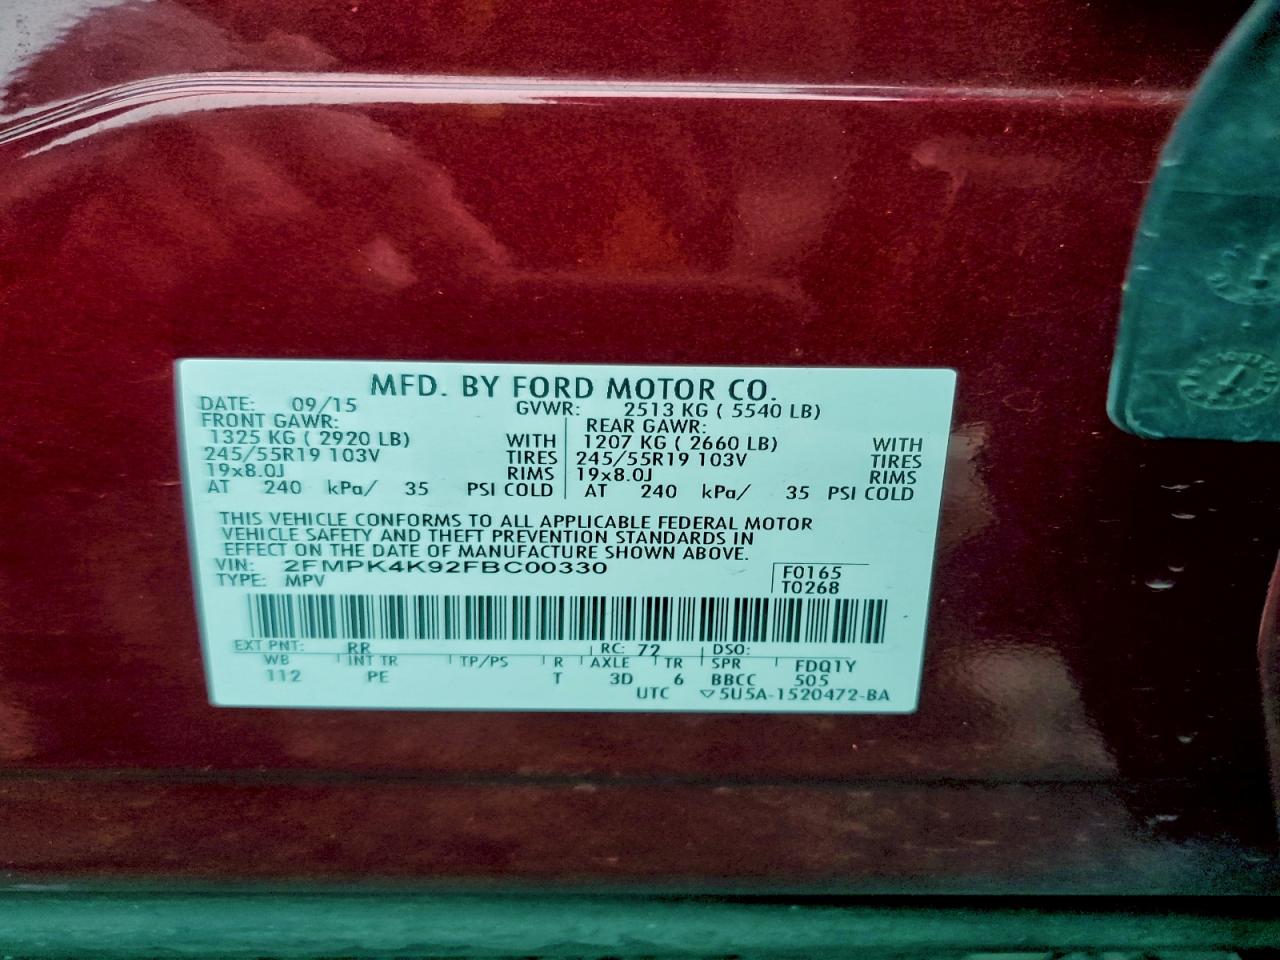 MFD. BY FORD MOTOR CO.
DATE: 09/15 GVWR: 2513 KG ( 5540 LB)
FRONT GAWR: REAR GAWR:
1325 KG ( 2920 LB) WITH 1207 KG ( 2660 LB) WITH
245/55R19 103V TIRES 245/55R19 103V TIRES
19x8.0J RIMS 19x8.0J RIMS
AT 240 kPa/ 35 PSI COLD AT 240 kPa/ 35 PSI COLD
THIS VEHICLE CONFORMS TO ALL APPLICABLE FEDERAL MOTOR
VEHICLE SAFETY AND THEFT PREVENTION STANDARDS IN
EFFECT ON THE DATE OF MANUFACTURE SHOWN ABOVE.
VIN: 2FMPK4K92FBC00330 F0165
TYPE: MPV T0268
EXT PNT: RR RC: 72 DSO:
WB INT TR TP/PS R AXLE TR SPR FDQ1Y
112 PE T 3D 6 BBCC 505
UTC ▽5U5A-1520472-BA